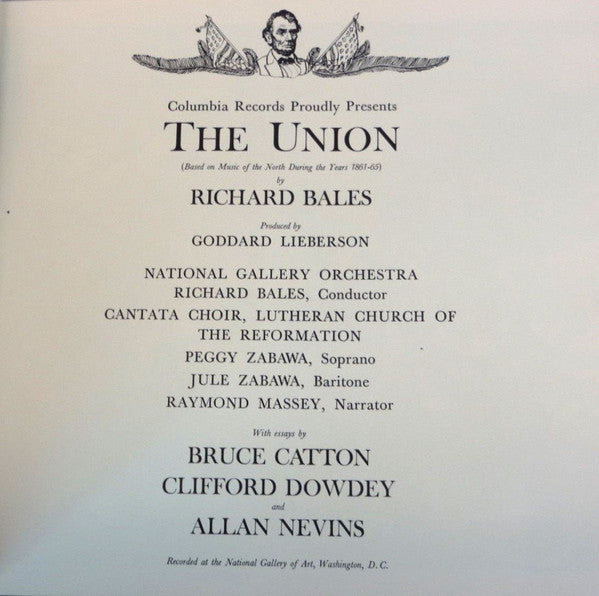 Columbia Records Proudly Presents
THE UNION
(Based on Music of the North During the Years 1861-65)
by
RICHARD BALES
Produced by
GODDARD LIEBERSON
NATIONAL GALLERY ORCHESTRA
RICHARD BALES, Conductor
CANTATA CHOIR, LUTHERAN CHURCH OF
THE REFORMATION
PEGGY ZABAWA, Soprano
JULE ZABAWA, Baritone
RAYMOND MASSEY, Narrator
With essays by
BRUCE CATTON
CLIFFORD DOWDEY
and
ALLAN NEVINS
Recorded at the National Gallery of Art, Washington, D. C.